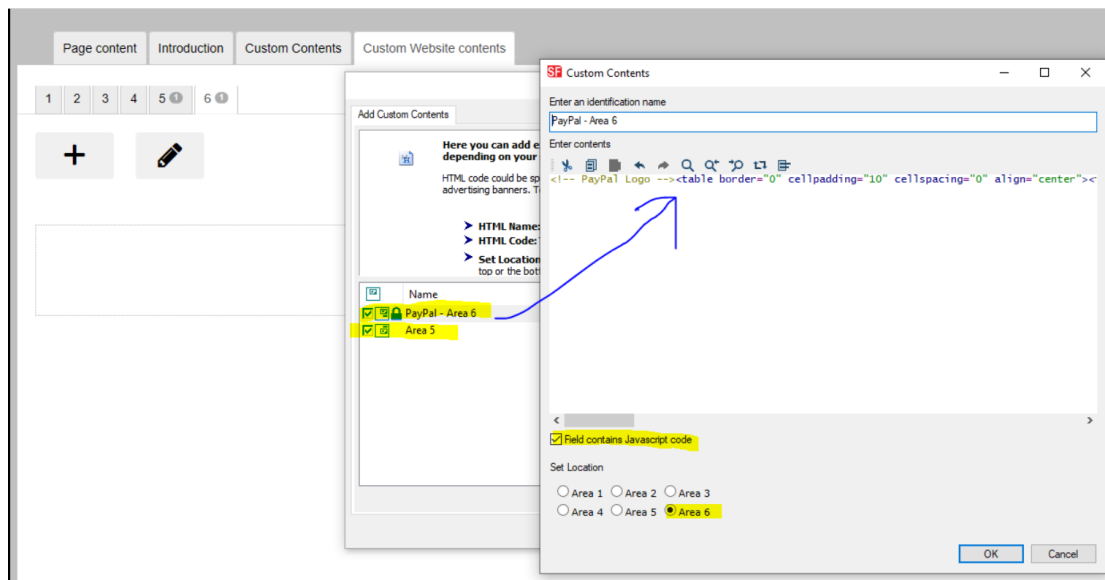 Page content
Introduction
Custom Contents
Custom Website contents
1 2 3 4 5 1 6 1
Add Custom Contents
Here you can add e
depending on your
HTML code could be sp
advertising banners. T
HTML Name:
HTML Code:
Set Location
top or the bott
Name
PayPal - Area 6
Area 5
SF Custom Contents
Enter an identification name
PayPal - Area 6
Enter contents
<!-- PayPal Logo --><table border="0" cellpadding="10" cellspacing="0" align="center"><
Field contains Javascript code
Set Location
Area 1 Area 2 Area 3
Area 4 Area 5 Area 6
OK Cancel